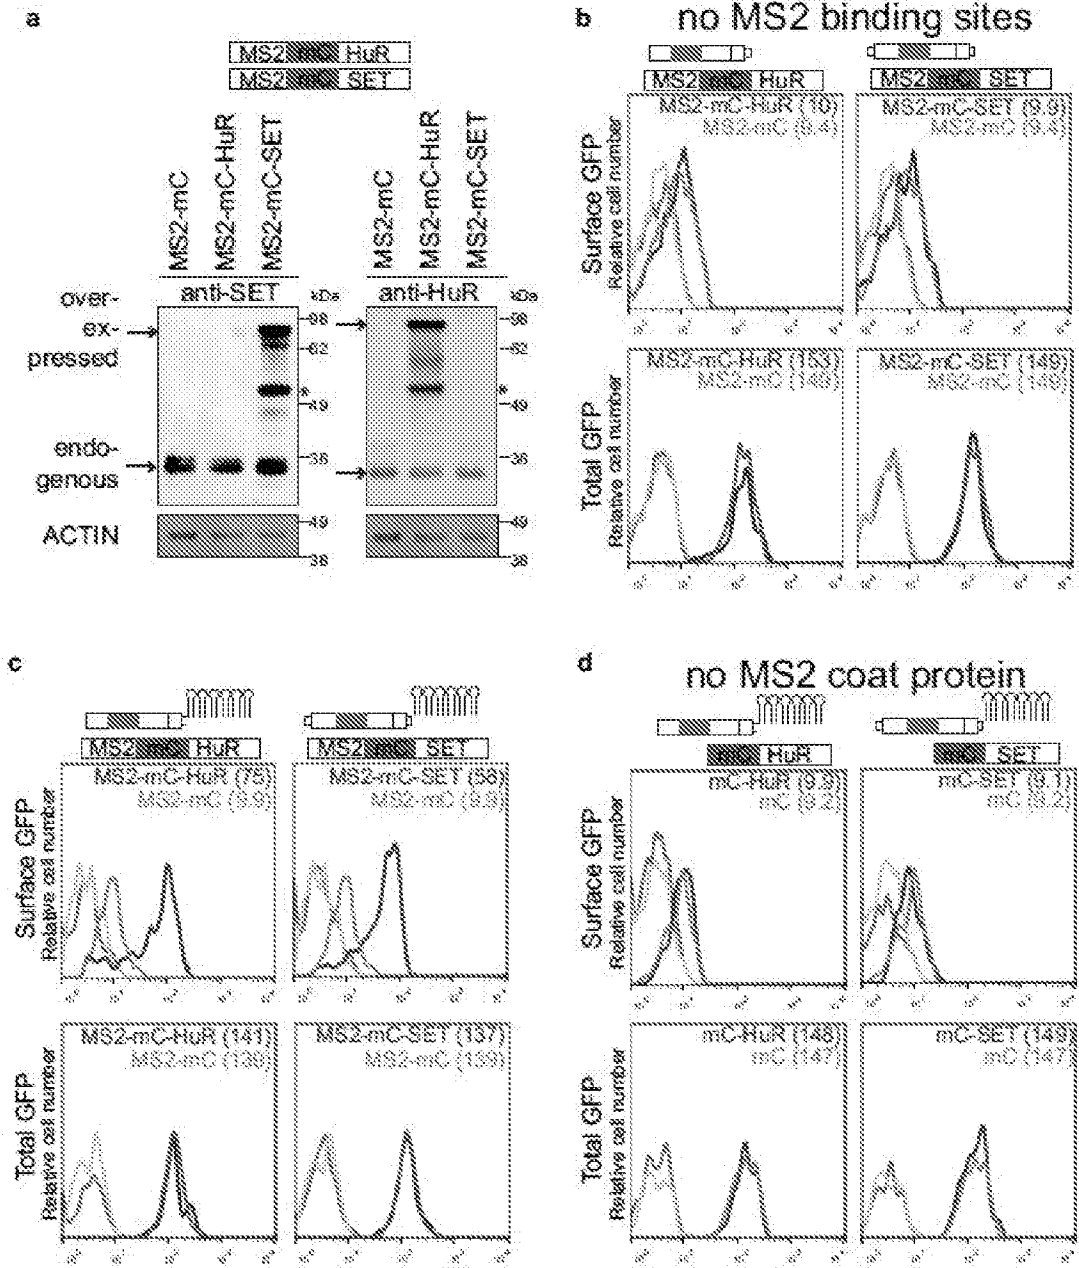 a
MS2 mC HuR
MS2 mC SET
MS2-mC
MS2-mC-HuR
MS2-mC-SET
MS2-mC
MS2-mC-HuR
MS2-mC-SET
anti-SET
kDa
anti-HuR
kDa
over-
ex-
pressed
endo-
genous
98
62
*
49
38
98
62
*
49
38
ACTIN
49
38
49
38
b
no MS2 binding sites
MS2 mC HuR
MS2 mC SET
Surface GFP
Relative cell number
MS2-mC-HuR (10)
MS2-mC (9.4)
MS2-mC-SET (9.9)
MS2-mC (9.4)
Total GFP
Relative cell number
MS2-mC-HuR (153)
MS2-mC (149)
MS2-mC-SET (149)
MS2-mC (149)
c
MS2 mC HuR
MS2 mC SET
Surface GFP
Relative cell number
MS2-mC-HuR (75)
MS2-mC (9.9)
MS2-mC-SET (58)
MS2-mC (9.9)
Total GFP
Relative cell number
MS2-mC-HuR (141)
MS2-mC (139)
MS2-mC-SET (137)
MS2-mC (139)
d
no MS2 coat protein
mC HuR
mC SET
Surface GFP
Relative cell number
mC-HuR (9.9)
mC (9.2)
mC-SET (9.1)
mC (9.2)
Total GFP
Relative cell number
mC-HuR (148)
mC (147)
mC-SET (149)
mC (147)